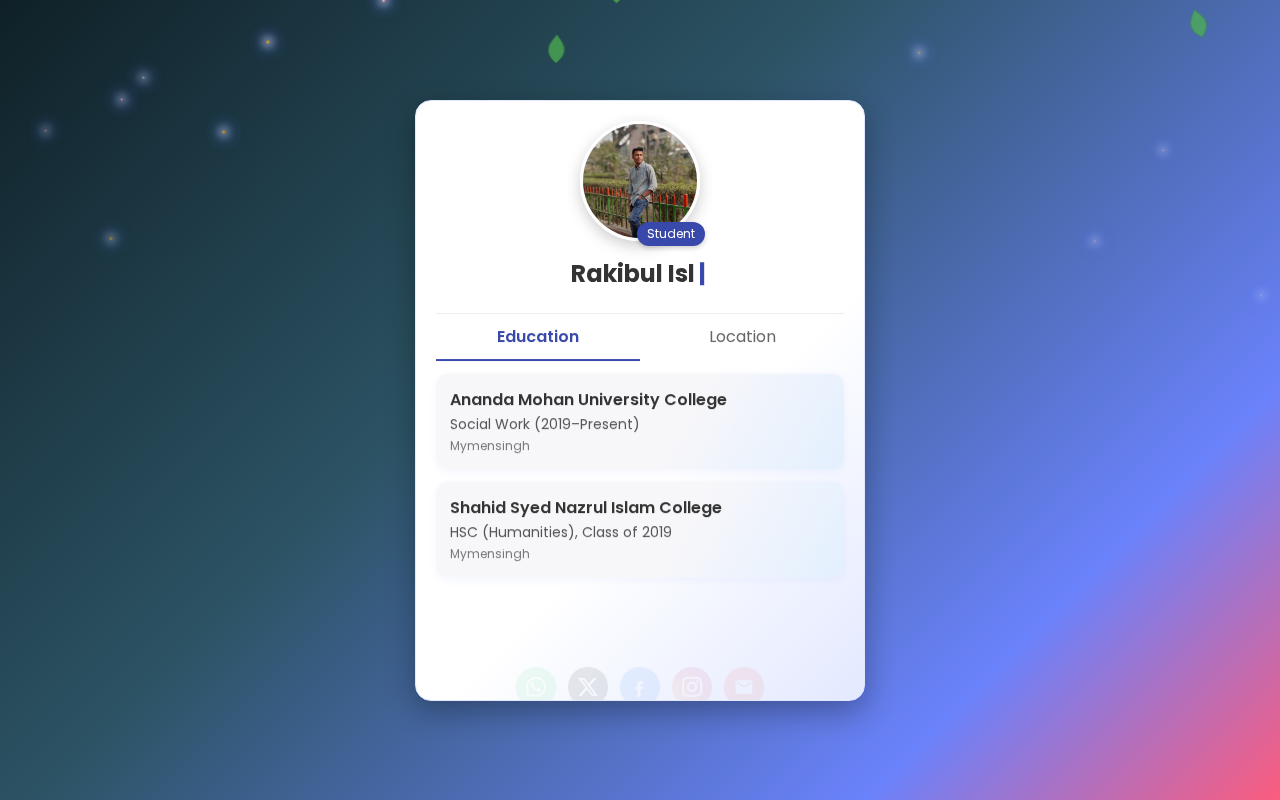 Student
Rakibul Isl
Education Location
Ananda Mohan University College
Social Work (2019–Present)
Mymensingh
Shahid Syed Nazrul Islam College
HSC (Humanities), Class of 2019
Mymensingh